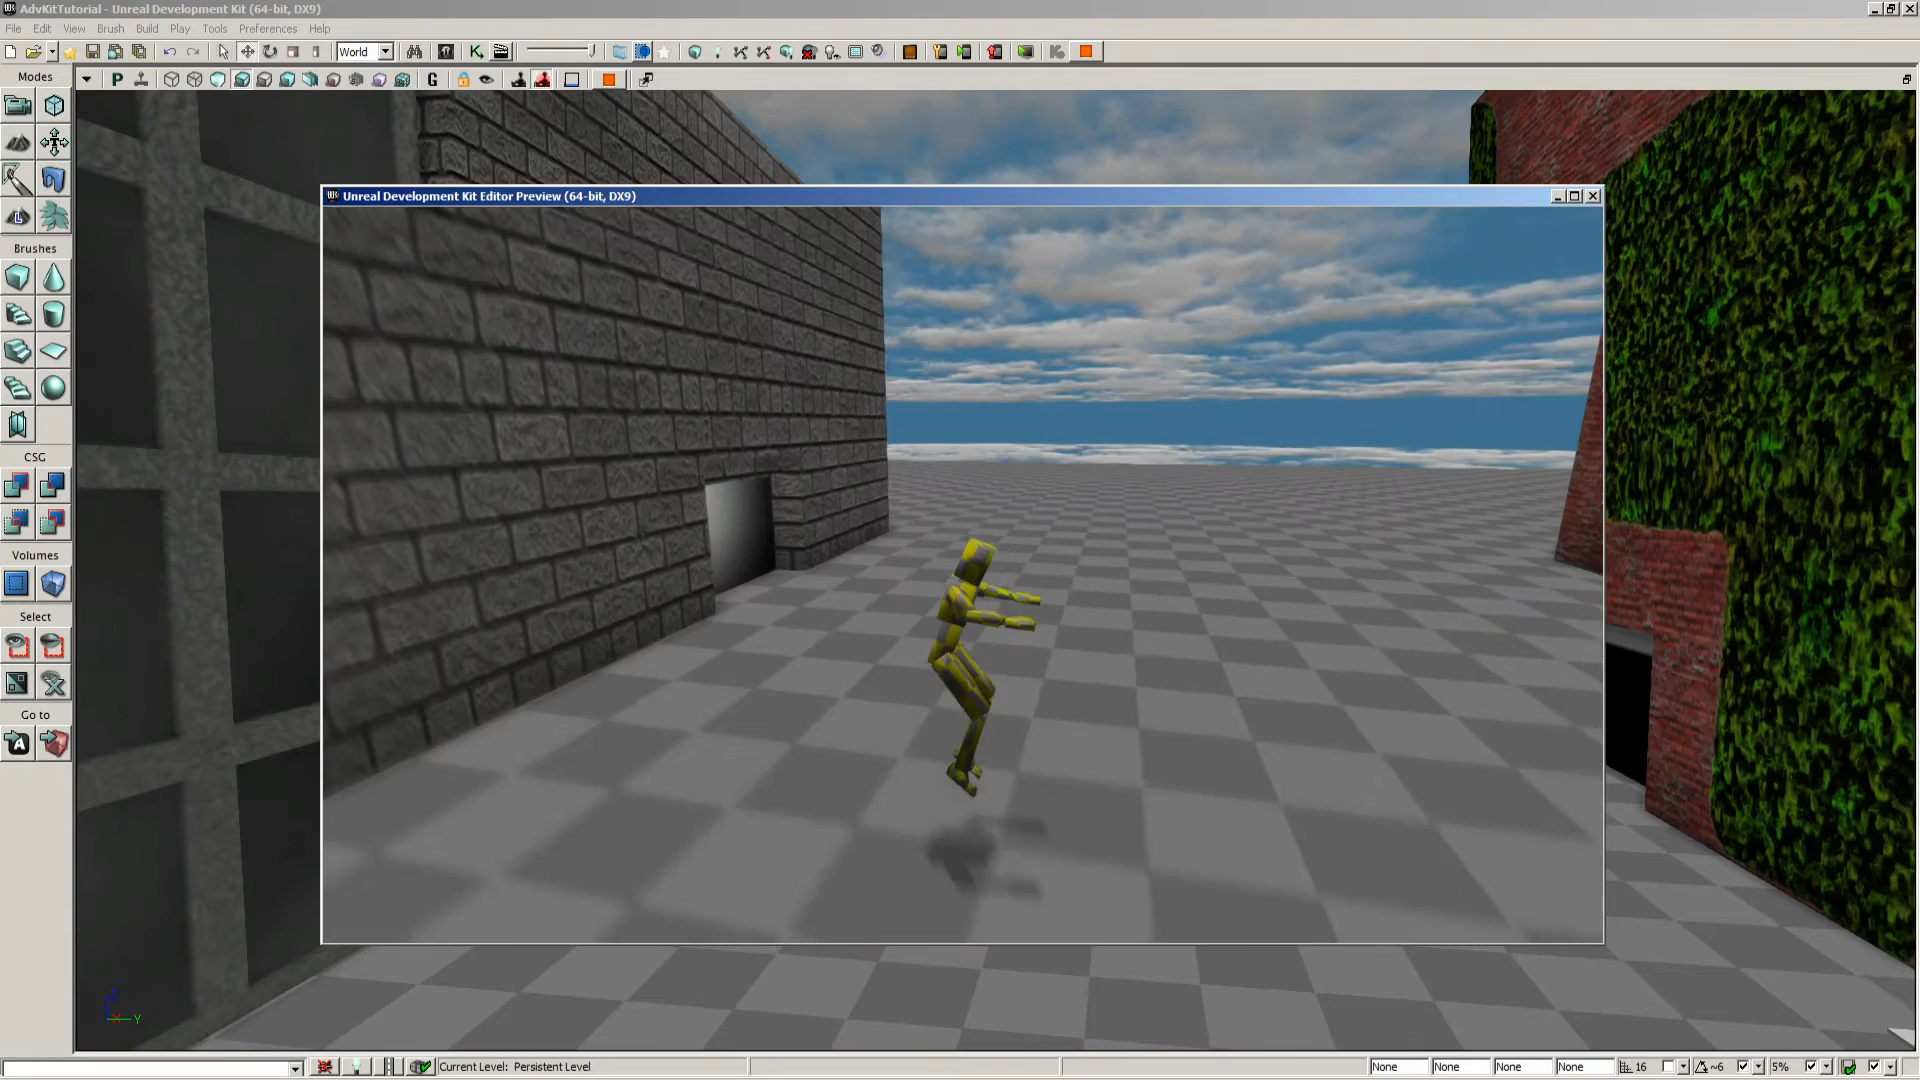 AdvKitTutorial - Unreal Development Kit (64-bit, DX9)
File Edit View Brush Build Play Tools Preferences Help
World
Modes
P
G
Unreal Development Kit Editor Preview (64-bit, DX9)
L
Brushes
CSG
Volumes
Select
Go to
A
Z
X Y
Current Level: Persistent Level
None None None None 16 ~6 5%